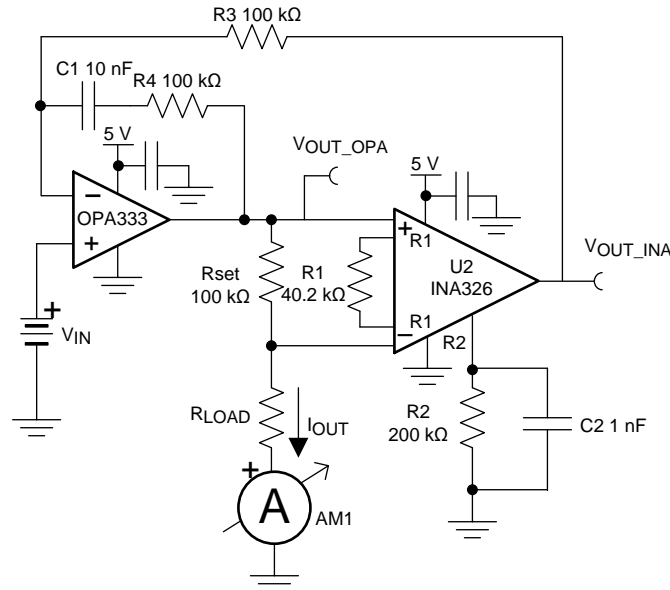 R3 100 kΩ
C1 10 nF
R4 100 kΩ
5 V
VOUT_OPA
5 V
−
OPA333
+
+
R1
VOUT_INA
Rset
100 kΩ
R1
40.2 kΩ
U2
INA326
+
VIN
R1
−
R2
RLOAD
IOUT
R2
200 kΩ
C2 1 nF
+
A
AM1